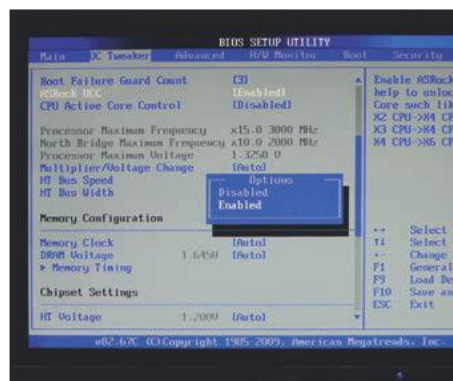 BIOS SETUP UTILITY
Main OC Tweaker Advanced H/W Monitor Boot Security
Boot Failure Guard Count [3]
ASRock UCC [Enabled]
CPU Active Core Control [Disabled]
Processor Maximum Frequency x15.0 3000 MHz
North Bridge Maximum Frequency x10.0 2000 MHz
Processor Maximum Voltage 1.3250 V
Multiplier/Voltage Change [Auto]
HT Bus Speed
HT Bus Width
Options
Disabled
Enabled
Memory Configuration
Memory Clock [Auto]
DRAM Voltage 1.645V [Auto]
Memory Timing
Chipset Settings
HT Voltage 1.200V [Auto]
Enable ASRock
help to unloc
Core such lik
X2 CPU->X4 CP
X3 CPU->X4 CP
X4 CPU->X6 CP
Select
↑↓ Select
+- Change
F1 General
F9 Load De
F10 Save an
ESC Exit
v02.67C (C)Copyright 1985-2009, American Megatrends, Inc.